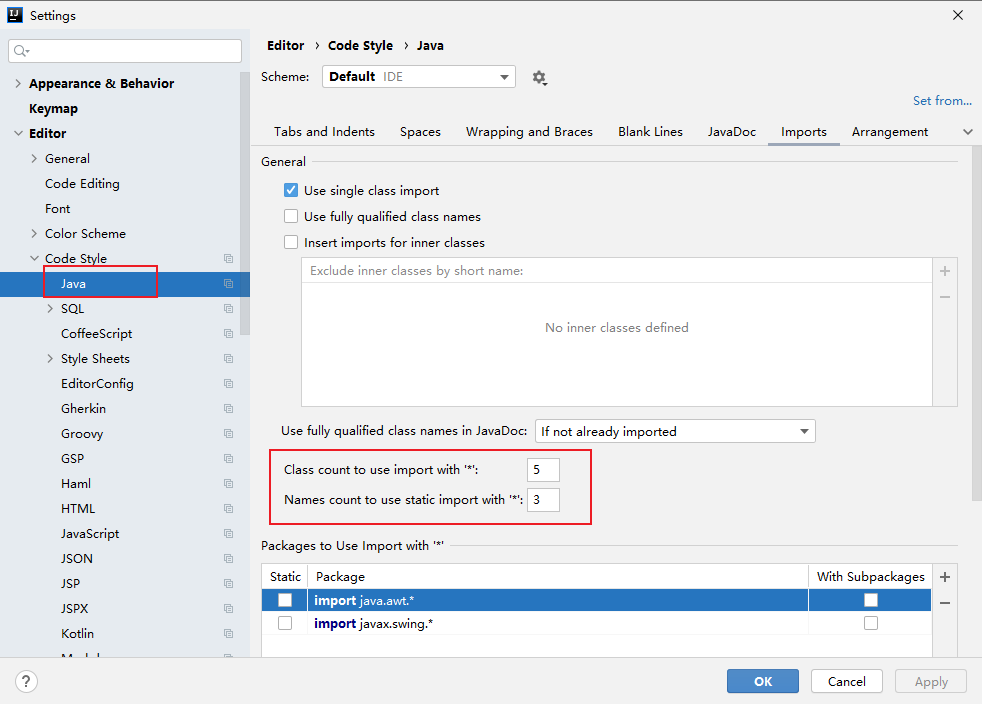 Settings
Editor › Code Style › Java
Scheme: Default IDE
Set from...
Appearance & Behavior
Keymap
Editor
General
Code Editing
Font
Color Scheme
Code Style
Java
SQL
CoffeeScript
Style Sheets
EditorConfig
Gherkin
Groovy
GSP
Haml
HTML
JavaScript
JSON
JSP
JSPX
Kotlin
Tabs and Indents Spaces Wrapping and Braces Blank Lines JavaDoc Imports Arrangement
General
Use single class import
Use fully qualified class names
Insert imports for inner classes
Exclude inner classes by short name:
No inner classes defined
Use fully qualified class names in JavaDoc: If not already imported
Class count to use import with '*': 5
Names count to use static import with '*': 3
Packages to Use Import with '*'
Static Package With Subpackages
import java.awt.*
import javax.swing.*
? OK Cancel Apply